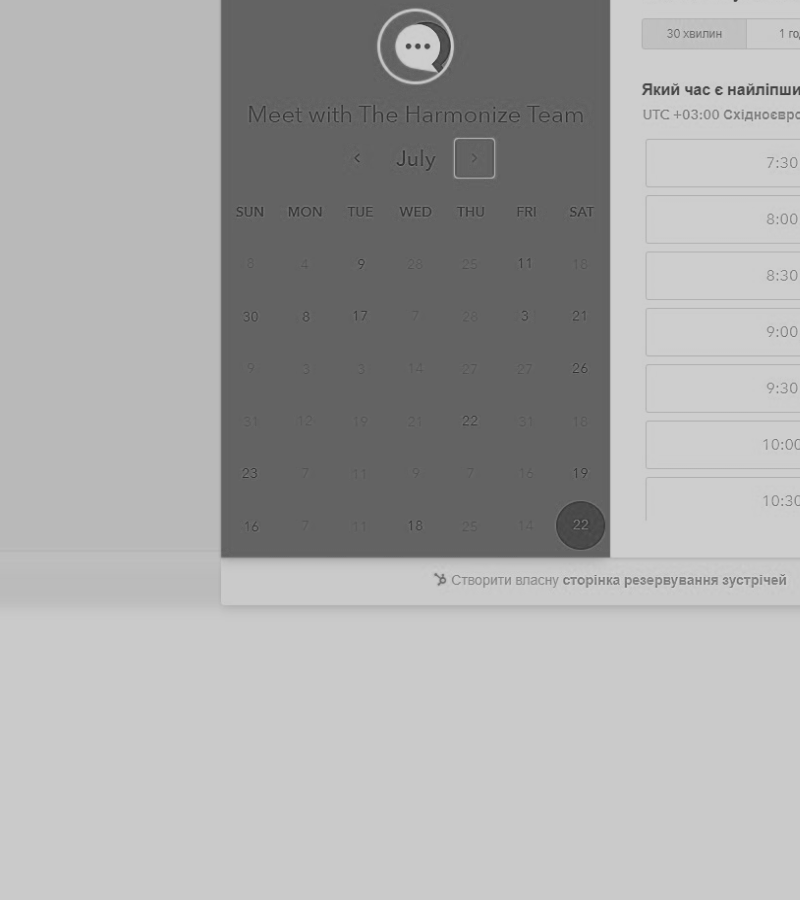 Meet with The Harmonize Team
July
SUN MON TUE WED THU FRI SAT
4 9 26 25 11 18
30 8 17 7 28 3 21
9 3 3 14 27 27 26
31 12 19 21 22 31 18
23 7 11 9 7 16 19
16 7 11 18 25 14 22
30 хвилин
1 го
Який час є найліпши
UTC +03:00 Східноєвро
7:30
8:00
8:30
9:00
9:30
10:00
10:30
Створити власну сторінка резервування зустрічей